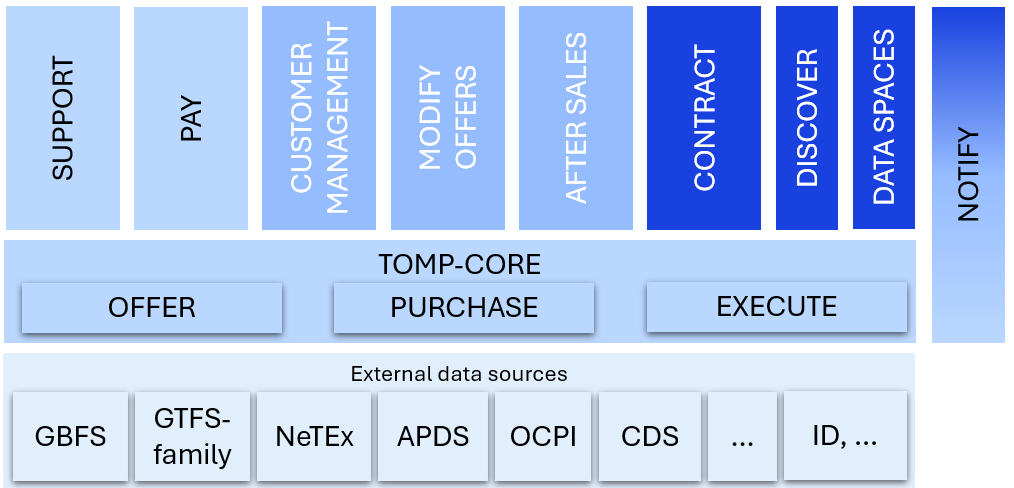 SUPPORT
PAY
CUSTOMER
MANAGEMENT
MODIFY
OFFERS
AFTER SALES
CONTRACT
DISCOVER
DATA SPACES
NOTIFY
TOMP-CORE
OFFER
PURCHASE
EXECUTE
External data sources
GBFS
GTFS-
family
NeTEx
APDS
OCPI
CDS
...
ID, ...